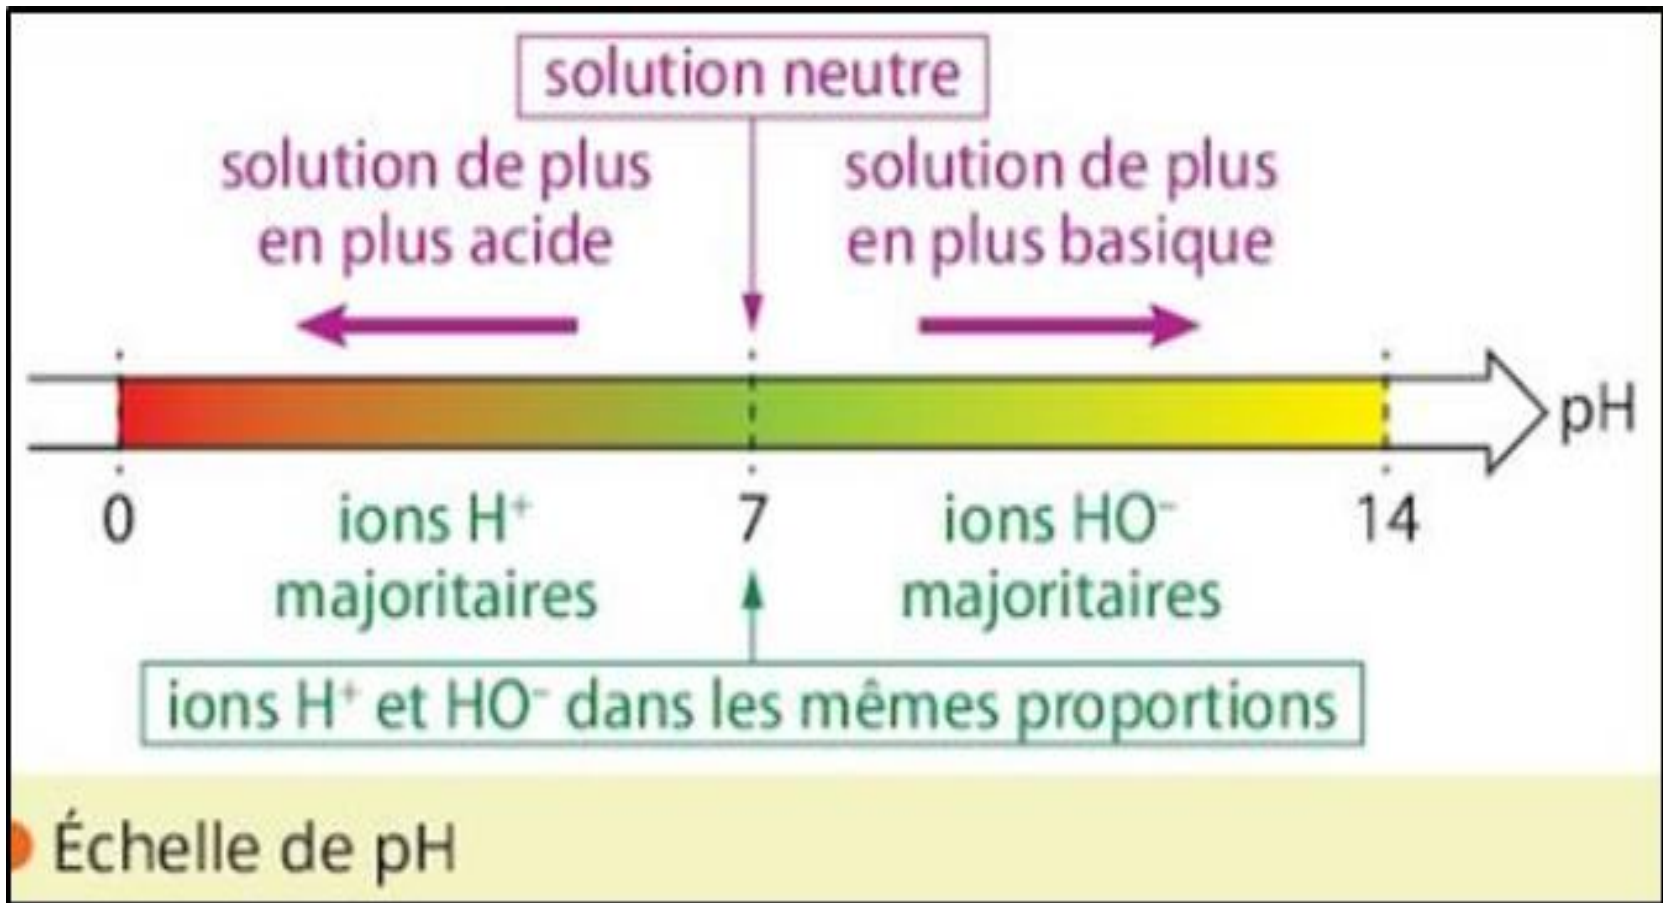 solution neutre
solution de plus
en plus acide
solution de plus
en plus basique
pH
0
ions H⁺
majoritaires
7
ions HO⁻
majoritaires
14
ions H⁺ et HO⁻ dans les mêmes proportions
Échelle de pH